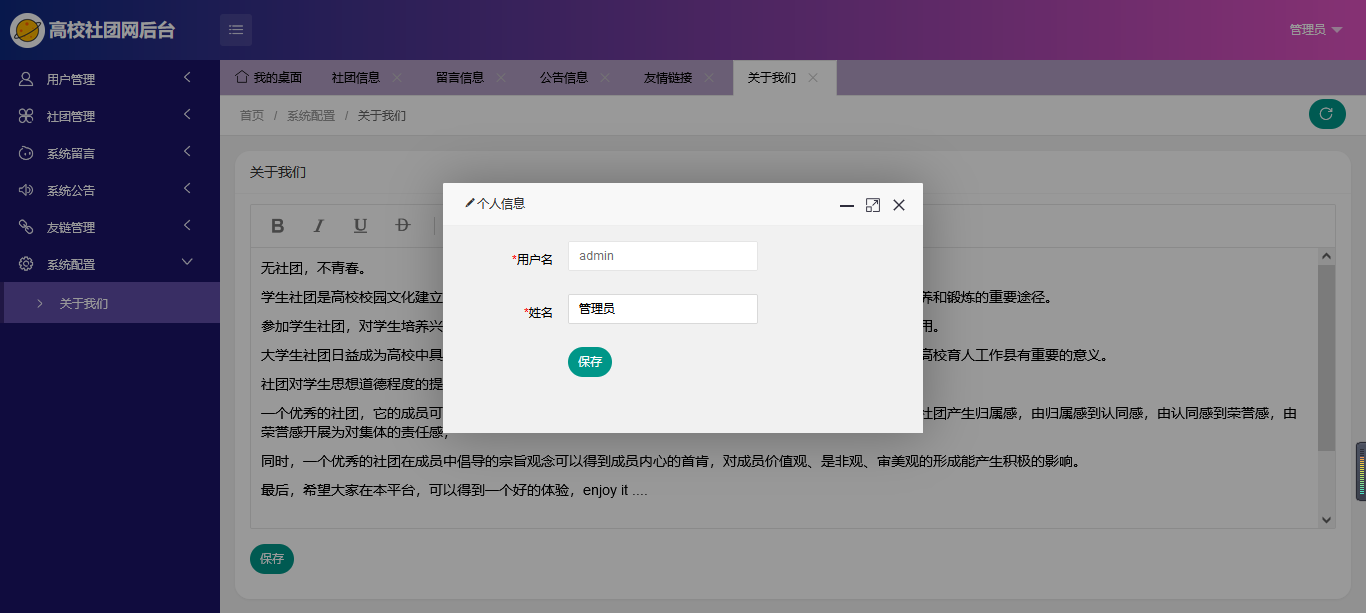 高校社团网后台
管理员
用户管理
社团管理
系统留言
系统公告
友链管理
系统配置
关于我们
我的桌面 社团信息 留言信息 公告信息 友情链接 关于我们
首页 / 系统配置 / 关于我们
关于我们
B I U D
无社团，不青春。
学生社团是高校校园文化建立 养和锻炼的重要途径。
参加学生社团，对学生培养兴 用。
大学生社团日益成为高校中具 高校育人工作具有重要的意义。
社团对学生思想道德程度的提
一个优秀的社团，它的成员可 社团产生归属感，由归属感到认同感，由认同感到荣誉感，由
荣誉感开展为对集体的责任感，
同时，一个优秀的社团在成员中倡导的宗旨观念可以得到成员内心的首肯，对成员价值观、是非观、审美观的形成能产生积极的影响。
最后，希望大家在本平台，可以得到一个好的体验，enjoy it ....
保存
个人信息
*用户名 admin
*姓名 管理员
保存